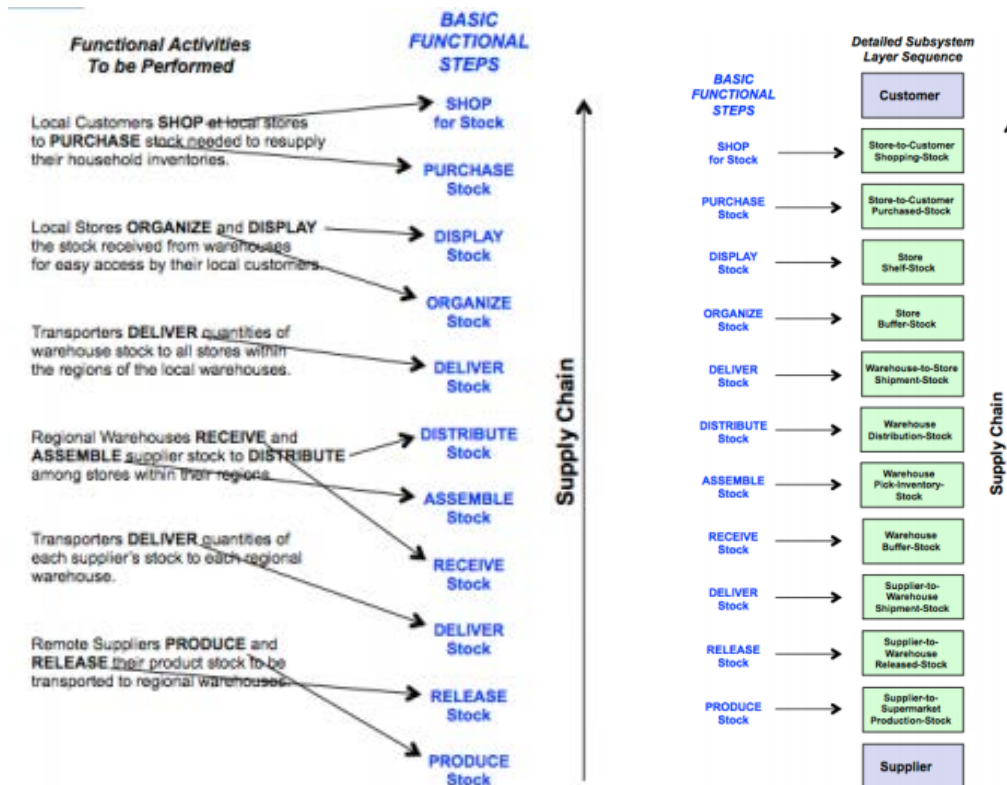 Functional Activities
To be Performed
Local Customers SHOP at local stores
to PURCHASE stock needed to resupply
their household inventories.
Local Stores ORGANIZE and DISPLAY
the stock received from warehouses
for easy access by their local customers.
Transporters DELIVER quantities of
warehouse stock to all stores within
the regions of the local warehouses.
Regional Warehouses RECEIVE and
ASSEMBLE supplier stock to DISTRIBUTE
among stores within their regions.
Transporters DELIVER quantities of
each supplier's stock to each regional
warehouse.
Remote Suppliers PRODUCE and
RELEASE their product stock to be
transported to regional warehouses.
BASIC
FUNCTIONAL
STEPS
SHOP
for Stock
PURCHASE
Stock
DISPLAY
Stock
ORGANIZE
Stock
DELIVER
Stock
DISTRIBUTE
Stock
ASSEMBLE
Stock
RECEIVE
Stock
DELIVER
Stock
RELEASE
Stock
PRODUCE
Stock
Supply Chain
BASIC
FUNCTIONAL
STEPS
SHOP
for Stock
PURCHASE
Stock
DISPLAY
Stock
ORGANIZE
Stock
DELIVER
Stock
DISTRIBUTE
Stock
ASSEMBLE
Stock
RECEIVE
Stock
DELIVER
Stock
RELEASE
Stock
PRODUCE
Stock
Detailed Subsystem
Layer Sequence
Customer
Store-to-Customer
Shopping-Stock
Store-to-Customer
Purchased-Stock
Store
Shelf-Stock
Store
Buffer-Stock
Warehouse-to-Store
Shipment-Stock
Warehouse
Distribution-Stock
Warehouse
Pick-Inventory-
Stock
Warehouse
Buffer-Stock
Supplier-to-
Warehouse
Shipment-Stock
Supplier-to-
Warehouse
Released-Stock
Supplier-to-
Supermarket
Production-Stock
Supplier
Supply Chain